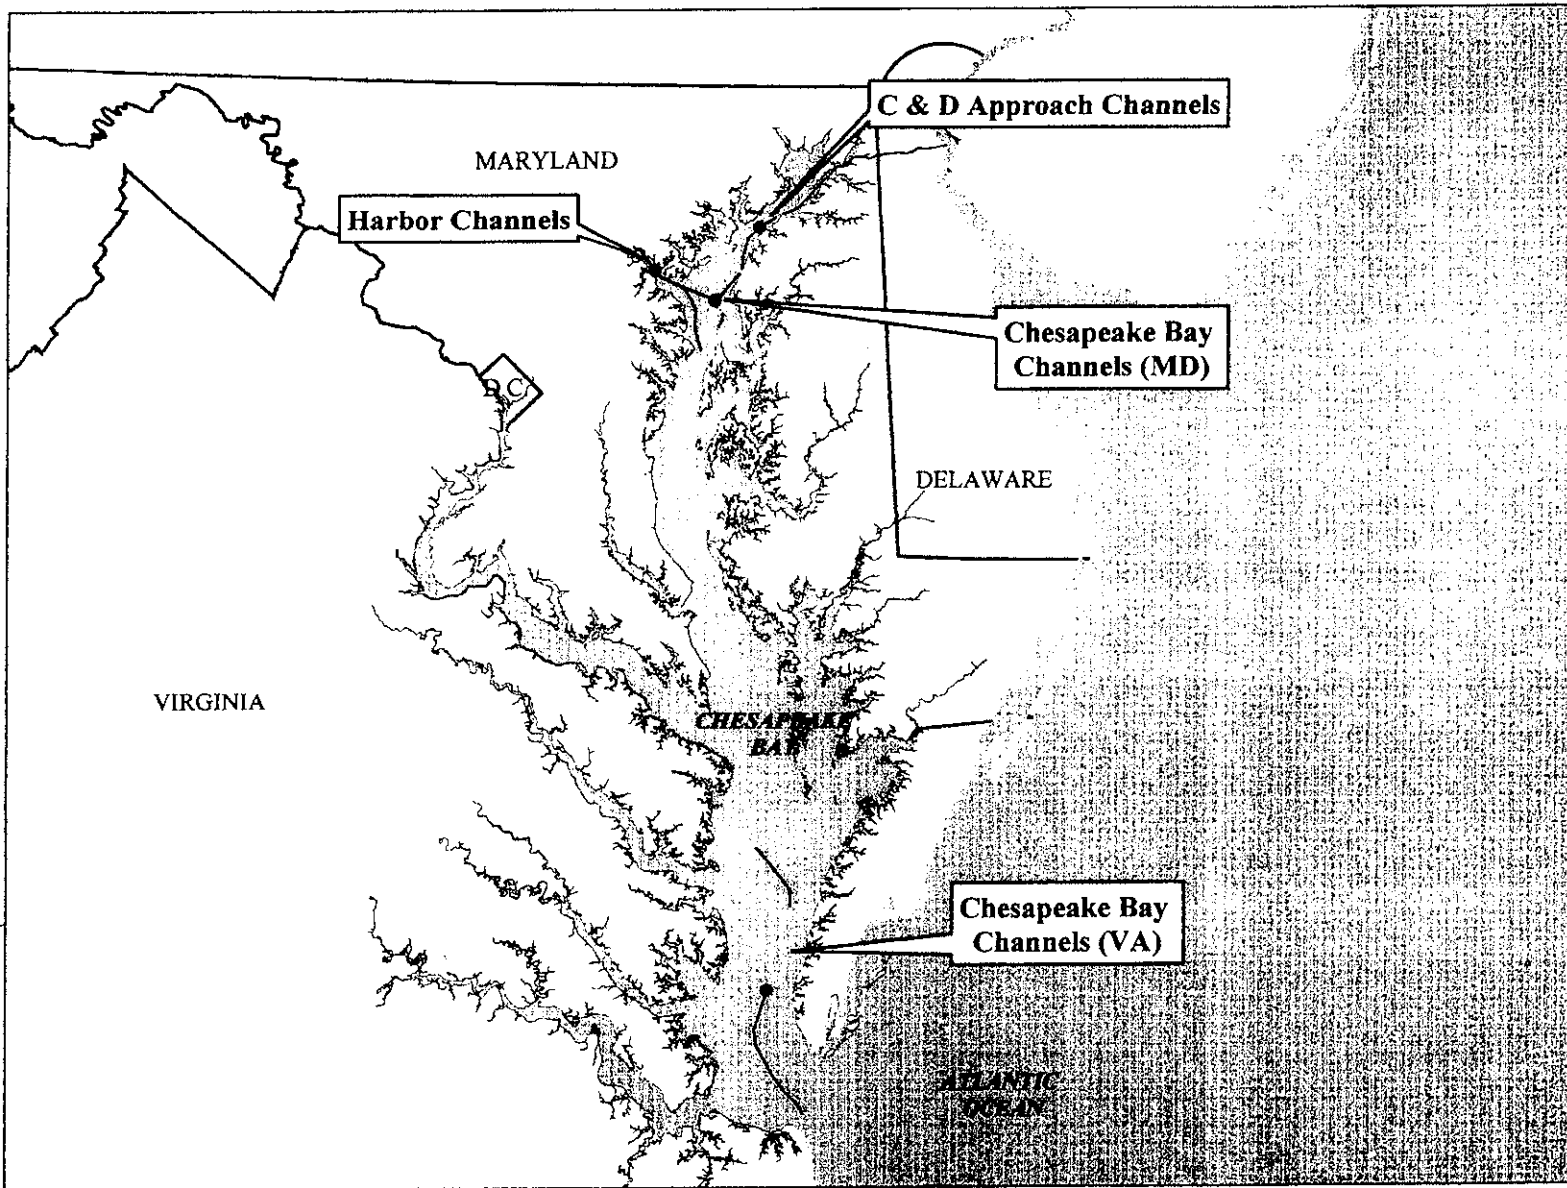 C & D Approach Channels
MARYLAND
Harbor Channels
Chesapeake Bay
Channels (MD)
D C
DELAWARE
VIRGINIA
CHESAPEAKE
BAY
Chesapeake Bay
Channels (VA)
ATLANTIC
OCEAN